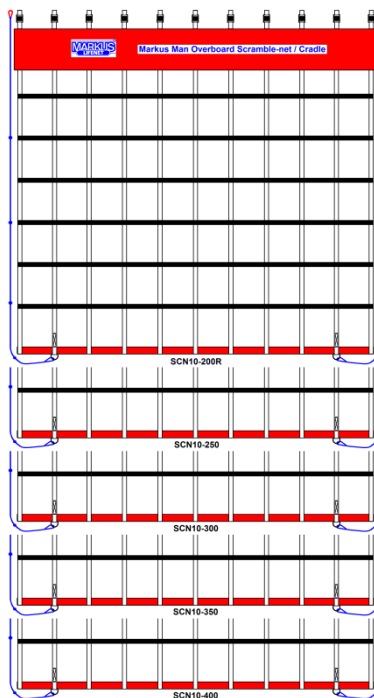 MARKUS
LIFENET
Markus Man Overboard Scramble-net / Cradle
SCN10-200R
SCN10-250
SCN10-300
SCN10-350
SCN10-400